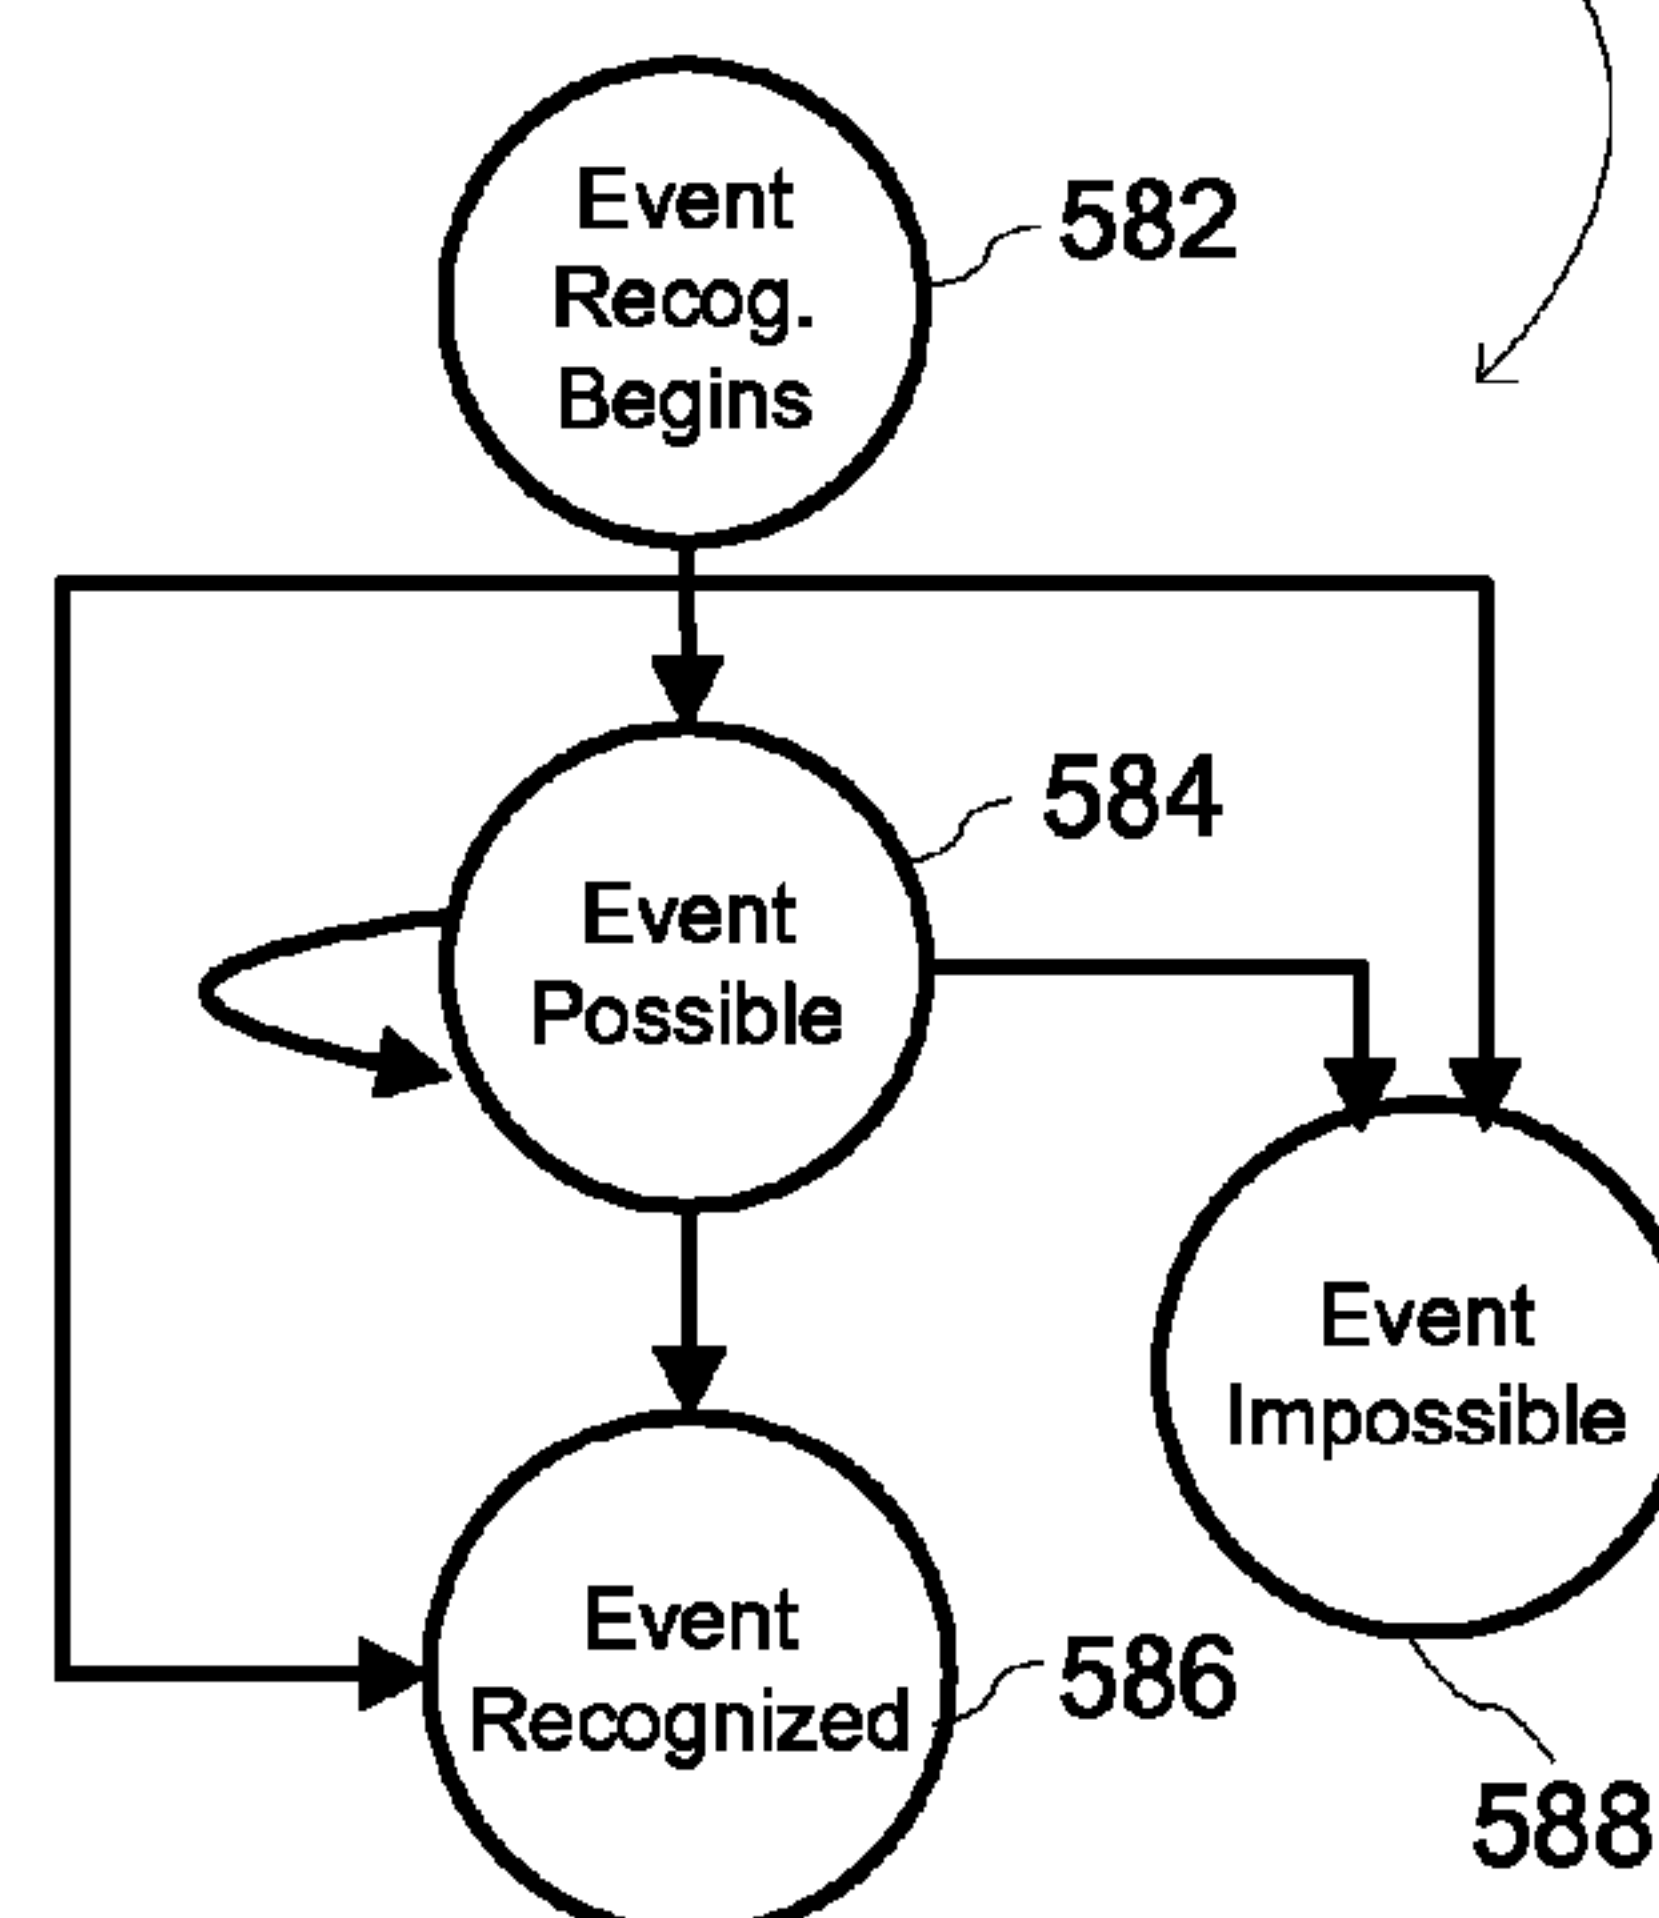 Event
Recog.
Begins
582
584
Event
Possible
Event
Impossible
Event
Recognized
586
588